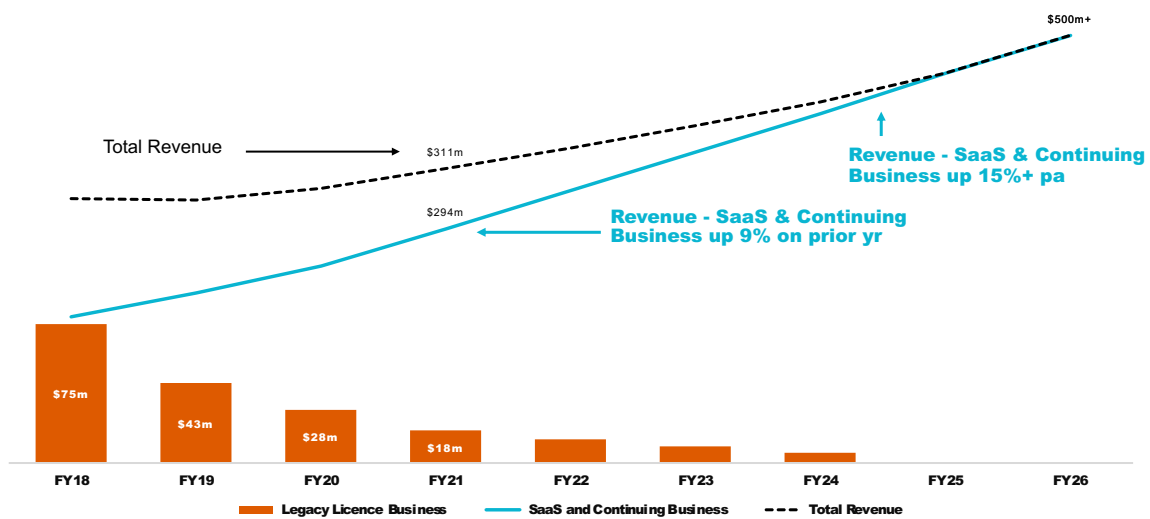 $500m+
Total Revenue
$311m
Revenue - SaaS & Continuing
Business up 15%+ pa
$294m
Revenue - SaaS & Continuing
Business up 9% on prior yr
$75m
$43m
$28m
$18m
FY18 FY19 FY20 FY21 FY22 FY23 FY24 FY25 FY26
Legacy Licence Business SaaS and Continuing Business Total Revenue